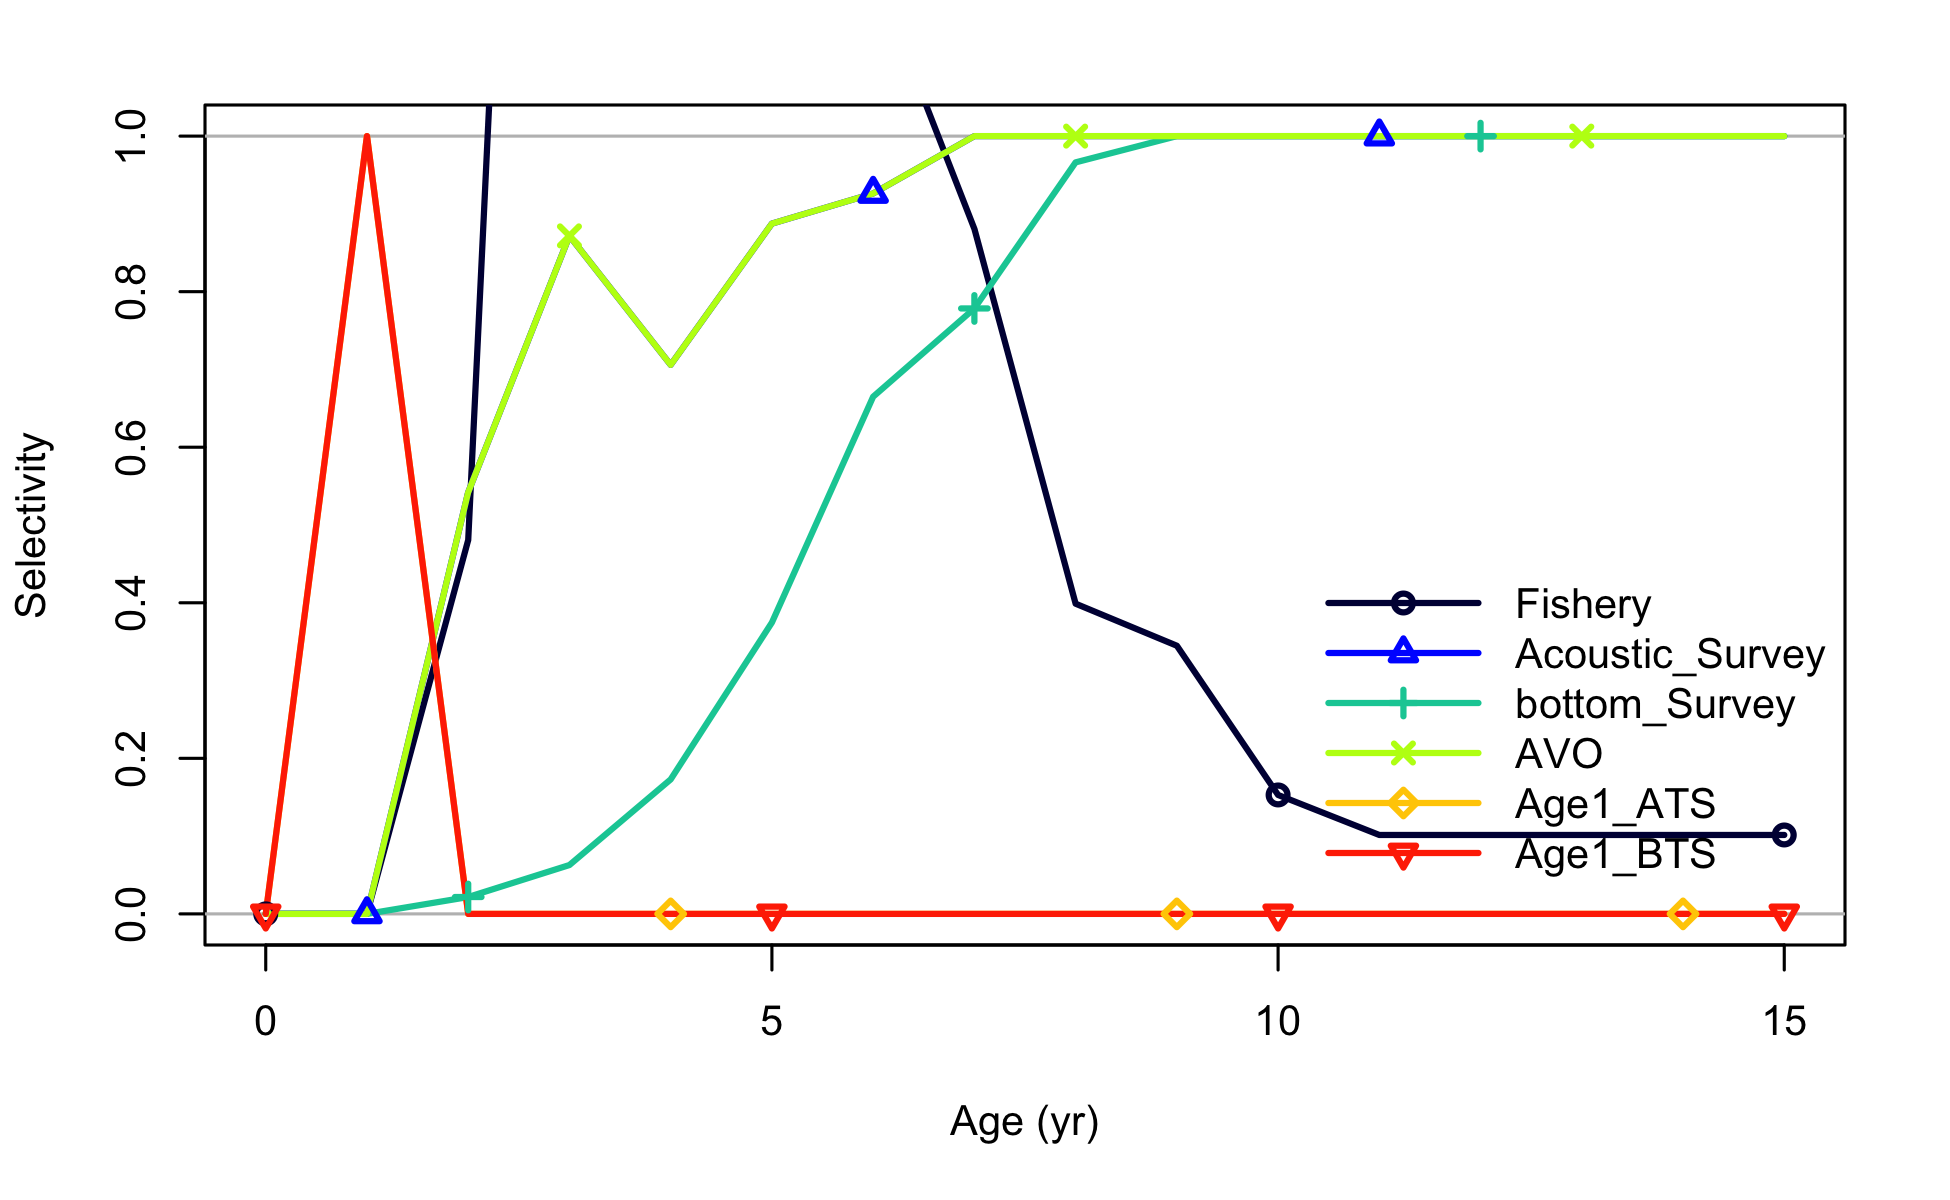 1.0
0.8
0.6
0.4
0.2
0.0
Selectivity
Fishery
Acoustic_Survey
bottom_Survey
AVO
Age1_ATS
Age1_BTS
0 5 10 15
Age (yr)